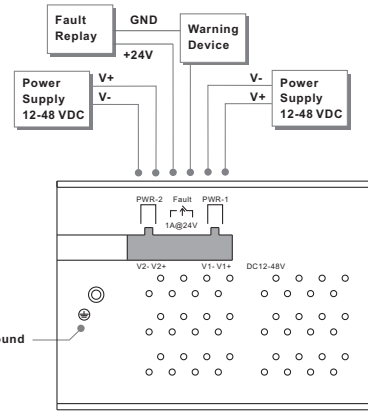 Fault
Replay
GND
+24V
Warning
Device
Power
Supply
12-48 VDC
V+
V-
V-
V+
Power
Supply
12-48 VDC
PWR-2 Fault PWR-1
1A@24V
V2- V2+ V1- V1+ DC12-48V